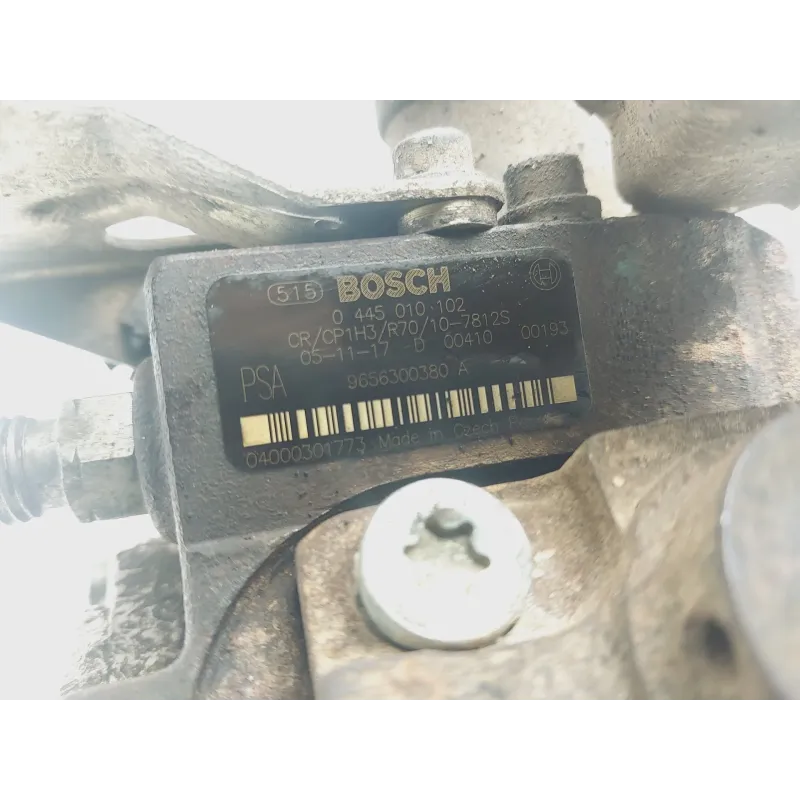 515 BOSCH
0 445 010 102
CR/CP1H3/R70/10-7812S
05-11-17 D 00410 00193
PSA 9656300380 A
04000301773 Made in Czech